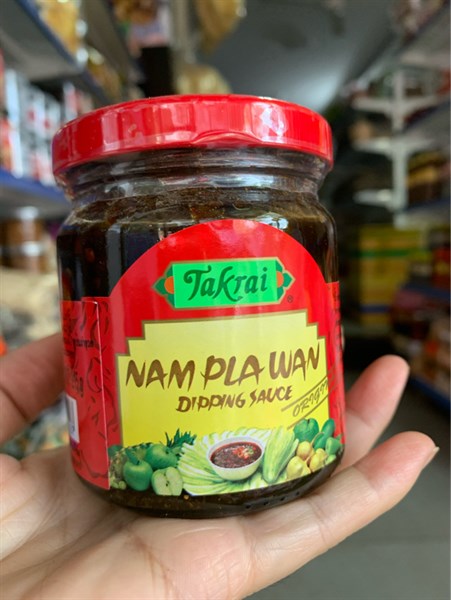 Takrai
®
NAM PLA WAN
DIPPING SAUCE